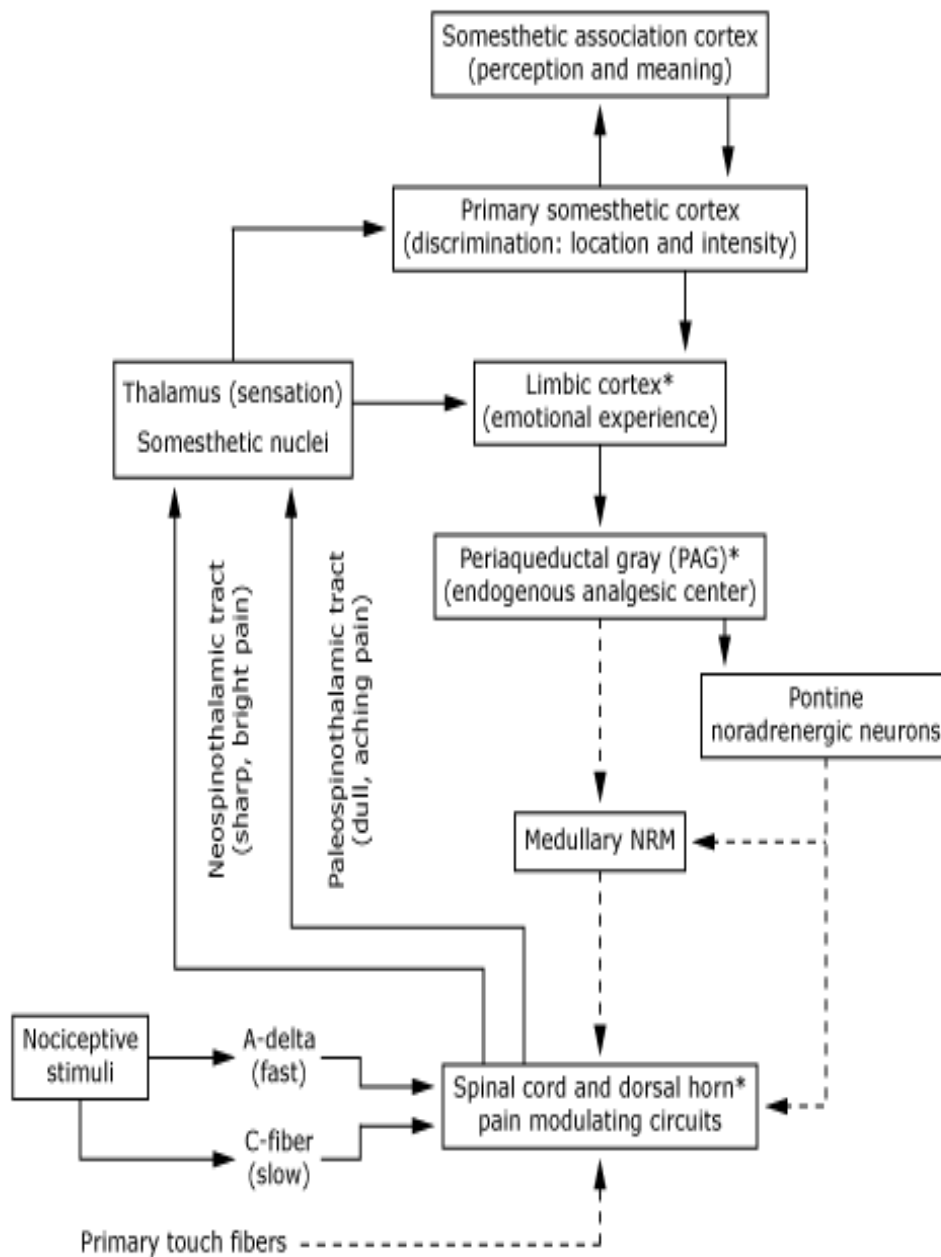 Somesthetic association cortex
(perception and meaning)
Primary somesthetic cortex
(discrimination: location and intensity)
Thalamus (sensation)
Somesthetic nuclei
Limbic cortex*
(emotional experience)
Periaqueductal gray (PAG)*
(endogenous analgesic center)
Pontine
noradrenergic neurons
Neospinothalamic tract
(sharp, bright pain)
Paleospinothalamic tract
(dull, aching pain)
Medullary NRM
Nociceptive
stimuli
A-delta
(fast)
C-fiber
(slow)
Spinal cord and dorsal horn*
pain modulating circuits
Primary touch fibers